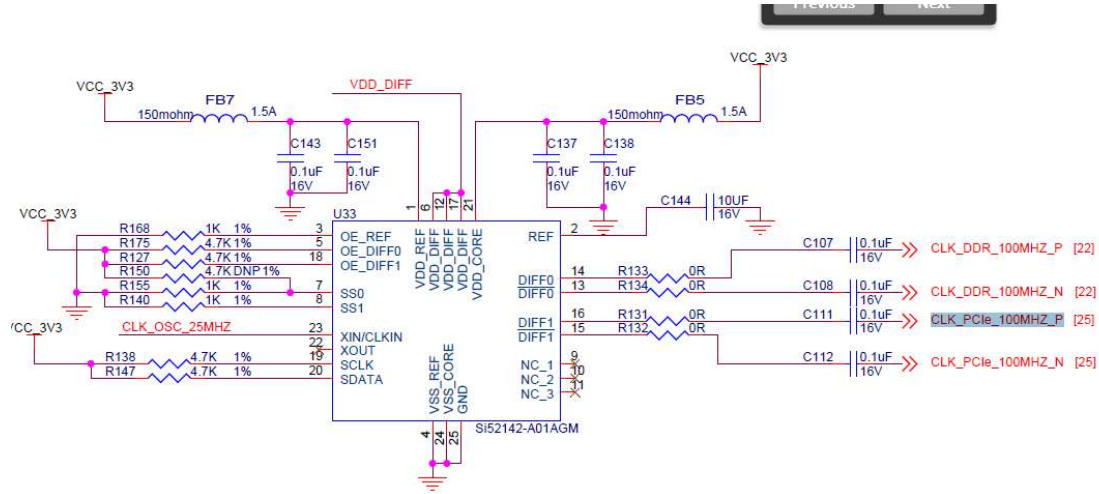 Previous Next
VCC_3V3
VDD_DIFF
VCC_3V3
FB7
150mohm 1.5A
FB5
150mohm 1.5A
C143
0.1uF
16V
C151
0.1uF
16V
C137
0.1uF
16V
C138
0.1uF
16V
C144 10UF
16V
VCC_3V3
U33
1 6 12 17 21
VDD_REF
VDD_DIFF
VDD_DIFF
VDD_DIFF
VDD_CORE
R168 1K 1% 3 OE_REF
R175 4.7K 1% 5 OE_DIFF0
R127 4.7K 1% 18 OE_DIFF1
R150 4.7K DNP 1%
R155 1K 1% 7 SS0
R140 1K 1% 8 SS1
CLK_OSC_25MHZ 23 XIN/CLKIN
22 XOUT
VCC_3V3
R138 4.7K 1% 19 SCLK
R147 4.7K 1% 20 SDATA
REF 2
DIFF0 14 R133 0R C107 0.1uF 16V CLK_DDR_100MHZ_P [22]
DIFF0 13 R134 0R C108 0.1uF 16V CLK_DDR_100MHZ_N [22]
DIFF1 16 R131 0R C111 0.1uF 16V CLK_PCIe_100MHZ_P [25]
DIFF1 15 R132 0R C112 0.1uF 16V CLK_PCIe_100MHZ_N [25]
NC_1 9
NC_2 10
NC_3 11
VSS_REF
VSS_CORE
GND
4 24 25
Si52142-A01AGM